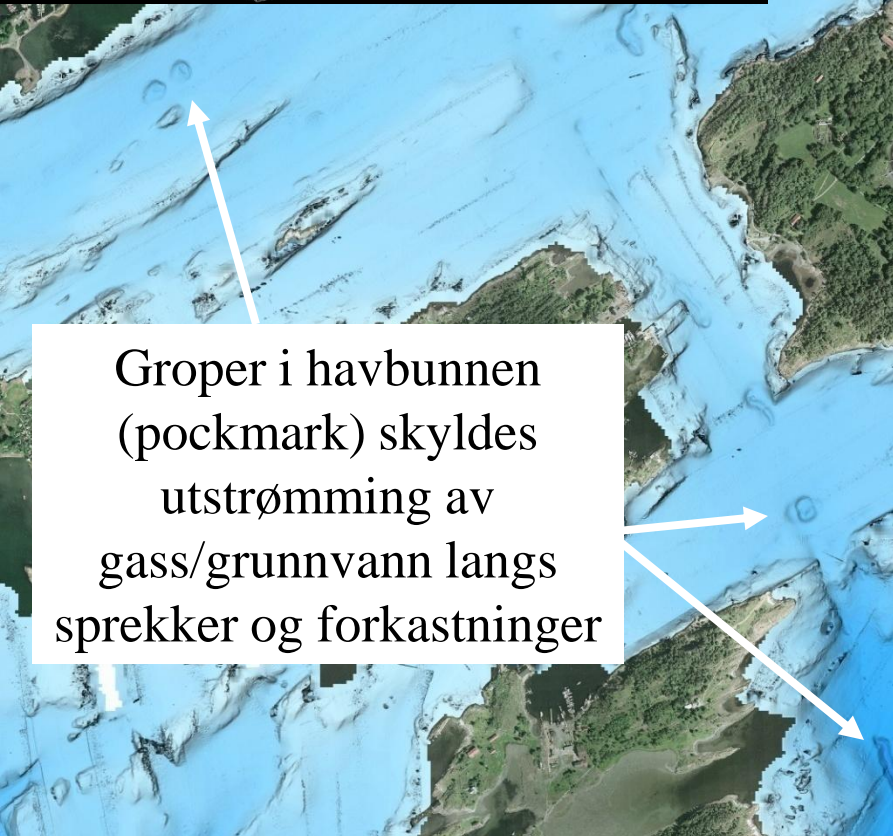 Groper i havbunnen
(pockmark) skyldes
utstrømming av
gass/grunnvann langs
sprekker og forkastninger